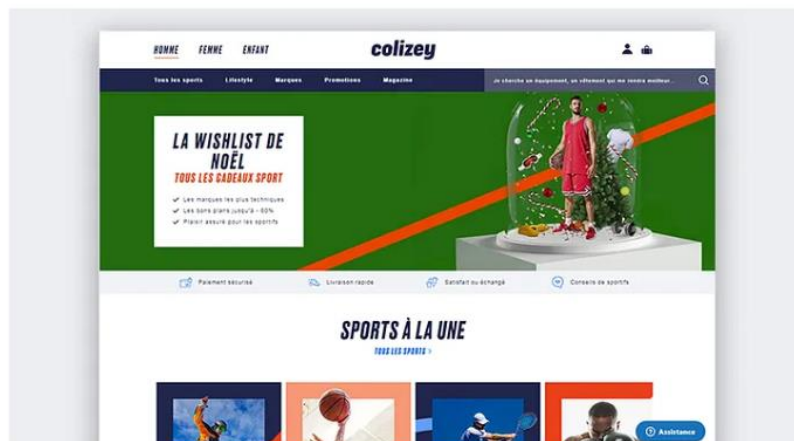 HOMME FEMME ENFANT
colizey
Tous les sports Lifestyle Marques Promotions Magazine
Je cherche un équipement, un vêtement qui me rendra meilleur...
LA WISHLIST DE
NOËL
TOUS LES CADEAUX SPORT
Les marques les plus techniques
Les bons plans jusqu'à - 60%
Plaisir assuré pour les sportifs
Paiement sécurisé Livraison rapide Satisfait ou échangé Conseils de sportifs
SPORTS À LA UNE
TOUS LES SPORTS >
Assistance